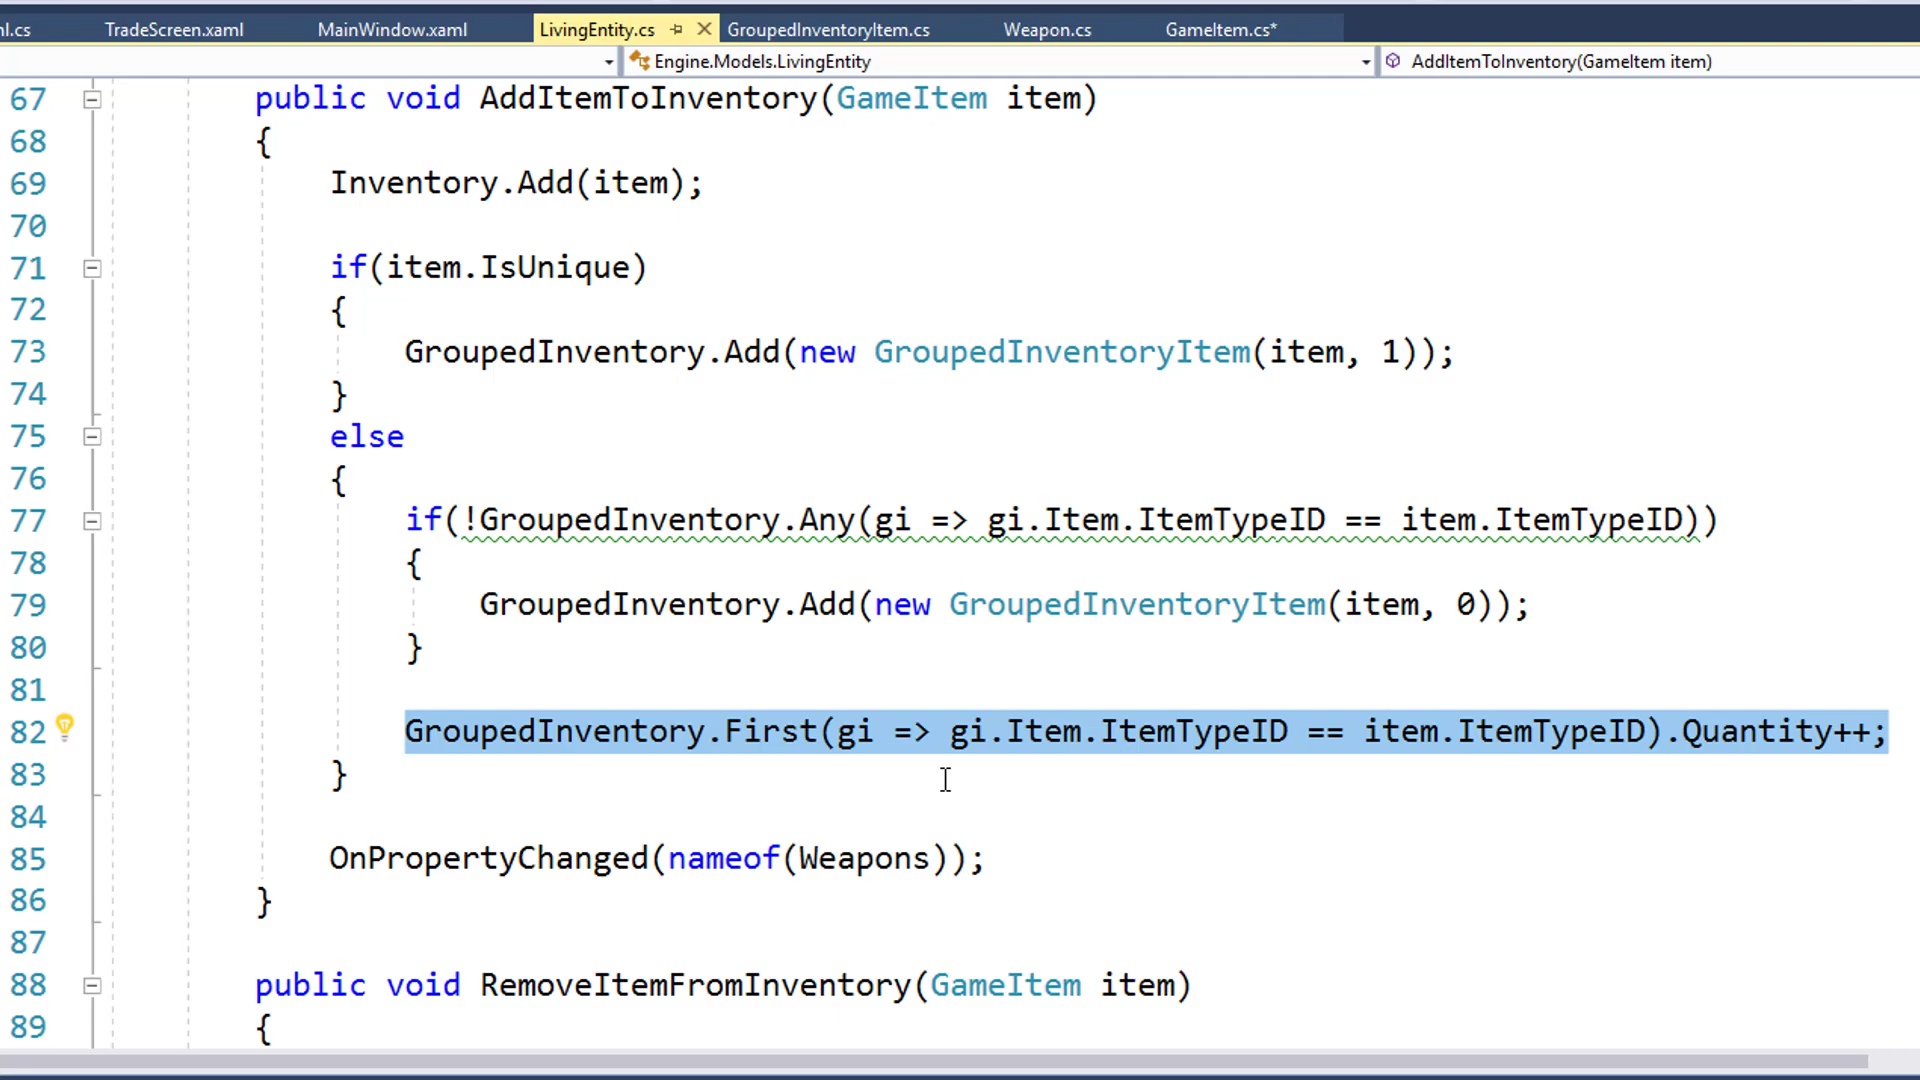 nl.cs TradeScreen.xaml MainWindow.xaml LivingEntity.cs GroupedInventoryItem.cs Weapon.cs GameItem.cs*
Engine.Models.LivingEntity AddItemToInventory(GameItem item)
67 public void AddItemToInventory(GameItem item)
68 {
69 Inventory.Add(item);
70
71 if(item.IsUnique)
72 {
73 GroupedInventory.Add(new GroupedInventoryItem(item, 1));
74 }
75 else
76 {
77 if(!GroupedInventory.Any(gi => gi.Item.ItemTypeID == item.ItemTypeID))
78 {
79 GroupedInventory.Add(new GroupedInventoryItem(item, 0));
80 }
81
82 GroupedInventory.First(gi => gi.Item.ItemTypeID == item.ItemTypeID).Quantity++;
83 }
84
85 OnPropertyChanged(nameof(Weapons));
86 }
87
88 public void RemoveItemFromInventory(GameItem item)
89 {